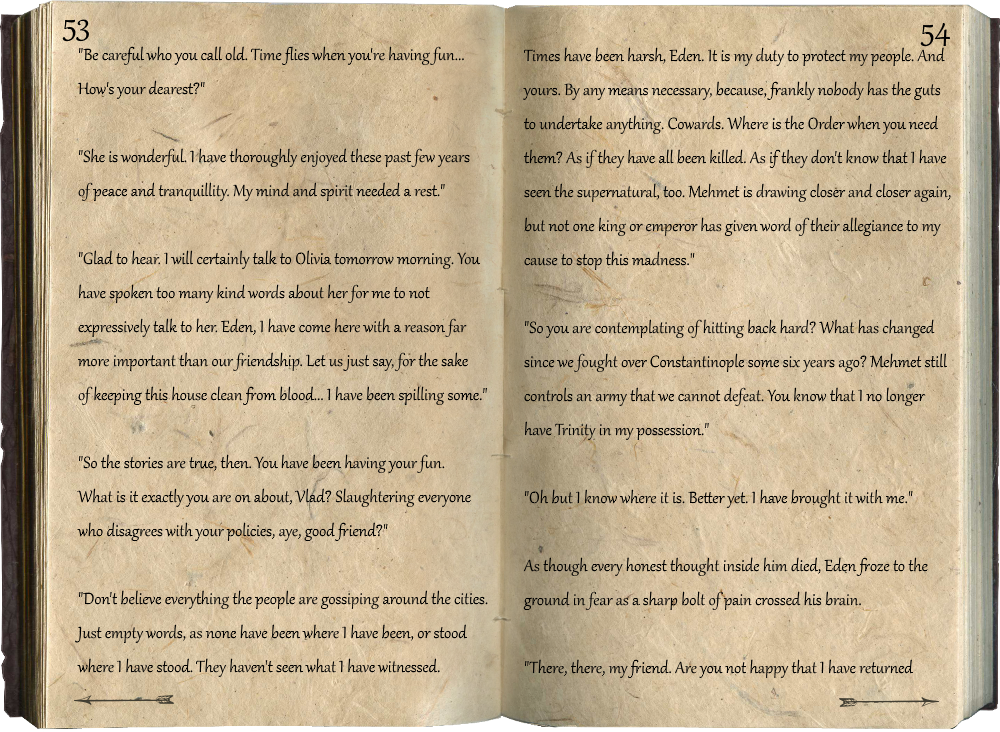 53
"Be careful who you call old. Time flies when you're having fun...
How's your dearest?"
"She is wonderful. I have thoroughly enjoyed these past few years
of peace and tranquillity. My mind and spirit needed a rest."
"Glad to hear. I will certainly talk to Olivia tomorrow morning. You
have spoken too many kind words about her for me to not
expressively talk to her. Eden, I have come here with a reason far
more important than our friendship. Let us just say, for the sake
of keeping this house clean from blood... I have been spilling some."
"So the stories are true, then. You have been having your fun.
What is it exactly you are on about, Vlad? Slaughtering everyone
who disagrees with your policies, aye, good friend?"
"Don't believe everything the people are gossiping around the cities.
Just empty words, as none have been where I have been, or stood
where I have stood. They haven't seen what I have witnessed.
54
Times have been harsh, Eden. It is my duty to protect my people. And
yours. By any means necessary, because, frankly nobody has the guts
to undertake anything. Cowards. Where is the Order when you need
them? As if they have all been killed. As if they don't know that I have
seen the supernatural, too. Mehmet is drawing closer and closer again,
but not one king or emperor has given word of their allegiance to my
cause to stop this madness."
"So you are contemplating of hitting back hard? What has changed
since we fought over Constantinople some six years ago? Mehmet still
controls an army that we cannot defeat. You know that I no longer
have Trinity in my possession."
"Oh but I know where it is. Better yet. I have brought it with me."
As though every honest thought inside him died, Eden froze to the
ground in fear as a sharp bolt of pain crossed his brain.
"There, there, my friend. Are you not happy that I have returned